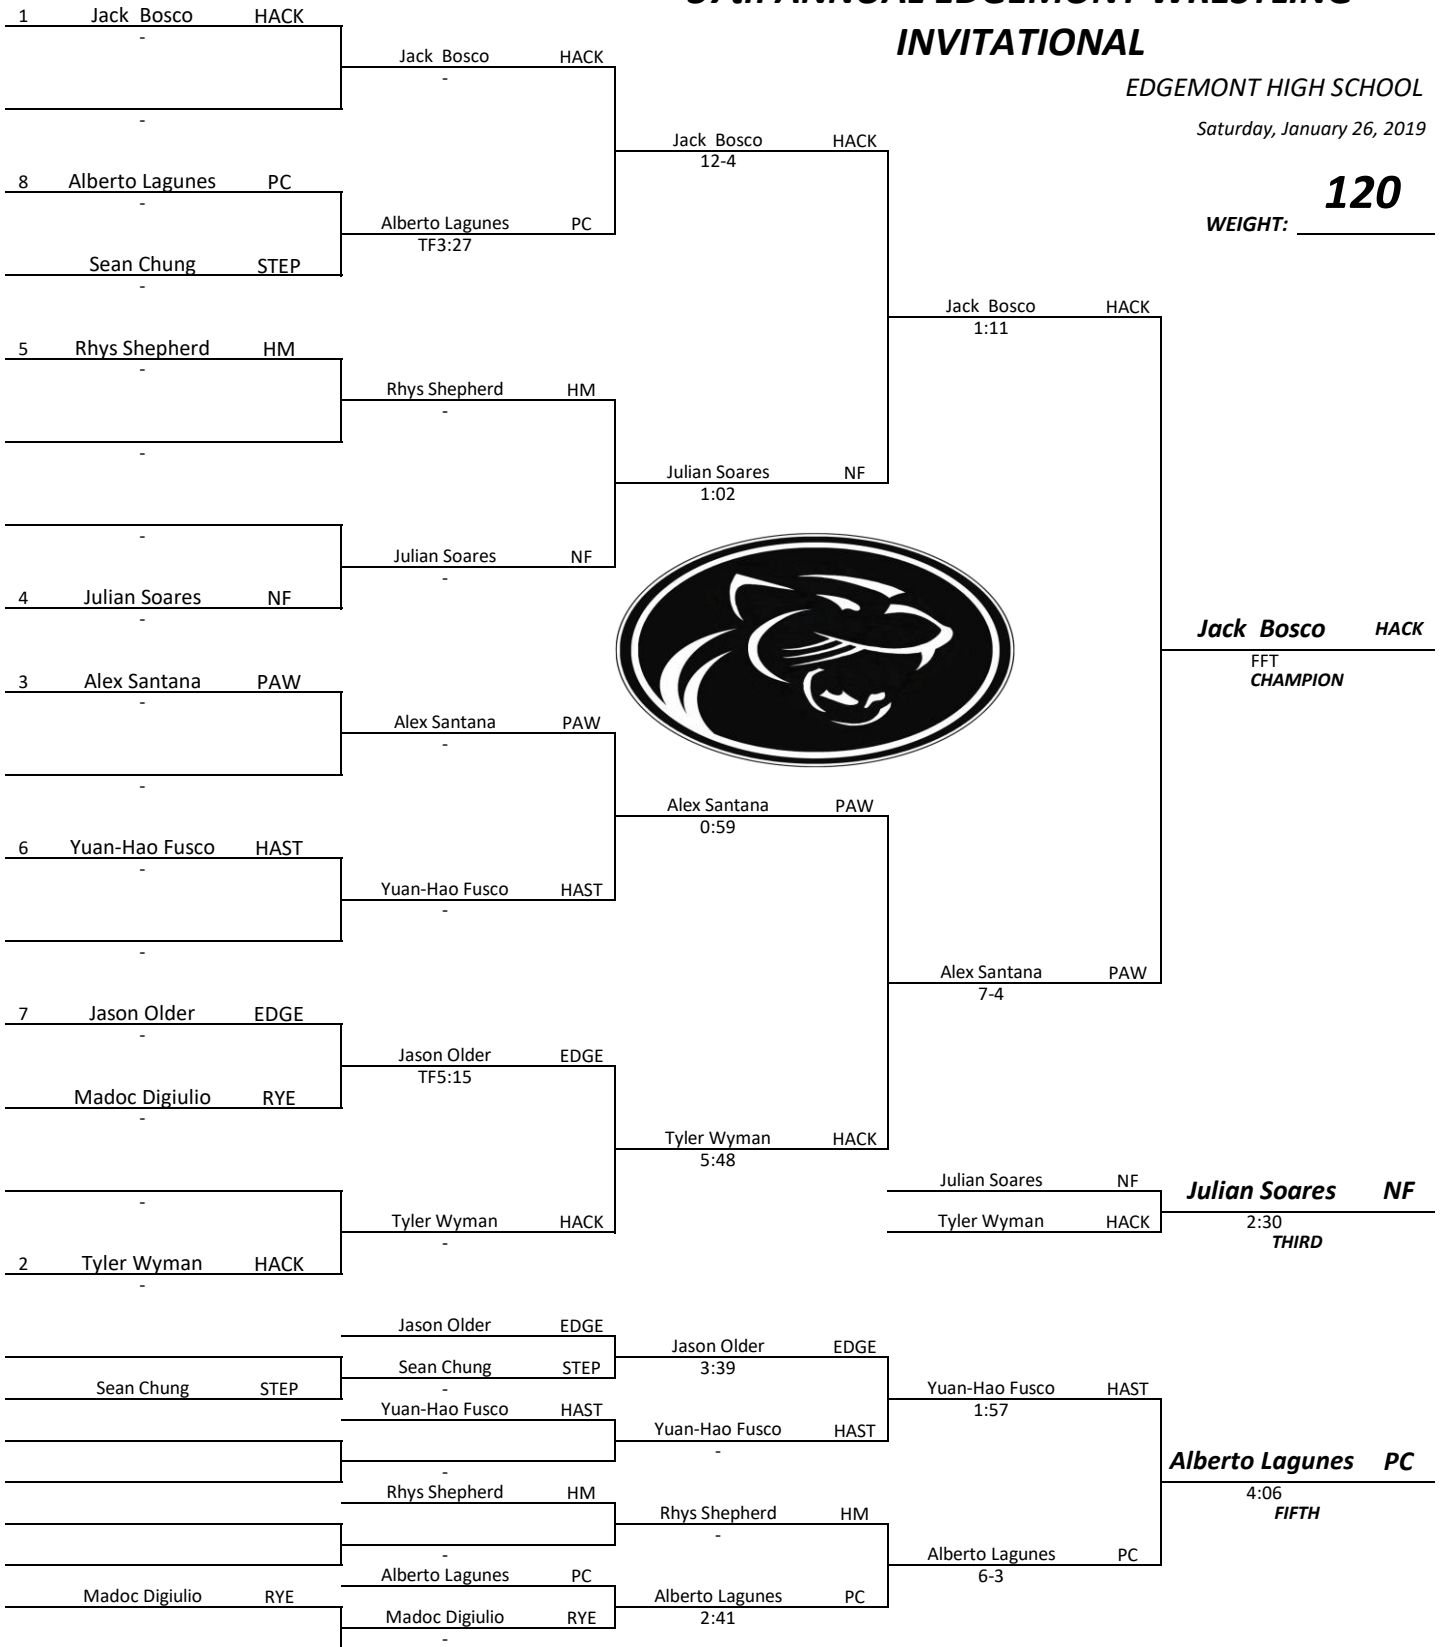 INVITATIONAL
EDGEMONT HIGH SCHOOL
Saturday, January 26, 2019
120
WEIGHT:
1 Jack Bosco HACK
-
Jack Bosco HACK
-
-
Jack Bosco HACK
12-4
8 Alberto Lagunes PC
-
Alberto Lagunes PC
TF3:27
Sean Chung STEP
-
Jack Bosco HACK
1:11
5 Rhys Shepherd HM
-
Rhys Shepherd HM
-
-
Julian Soares NF
1:02
-
Julian Soares NF
-
4 Julian Soares NF
-
Jack Bosco HACK
FFT
CHAMPION
3 Alex Santana PAW
-
Alex Santana PAW
-
-
Alex Santana PAW
0:59
6 Yuan-Hao Fusco HAST
-
Yuan-Hao Fusco HAST
-
-
Alex Santana PAW
7-4
7 Jason Older EDGE
-
Jason Older EDGE
TF5:15
Madoc Digiulio RYE
-
Tyler Wyman HACK
5:48
-
Tyler Wyman HACK
-
2 Tyler Wyman HACK
-
Julian Soares NF
Tyler Wyman HACK
Julian Soares NF
2:30
THIRD
Jason Older EDGE
Sean Chung STEP
-
Sean Chung STEP
Jason Older EDGE
3:39
Yuan-Hao Fusco HAST
-
Yuan-Hao Fusco HAST
-
Yuan-Hao Fusco HAST
1:57
Rhys Shepherd HM
-
Rhys Shepherd HM
-
Alberto Lagunes PC
6-3
Alberto Lagunes PC
4:06
FIFTH
Alberto Lagunes PC
Madoc Digiulio RYE
Madoc Digiulio RYE
-
Alberto Lagunes PC
2:41